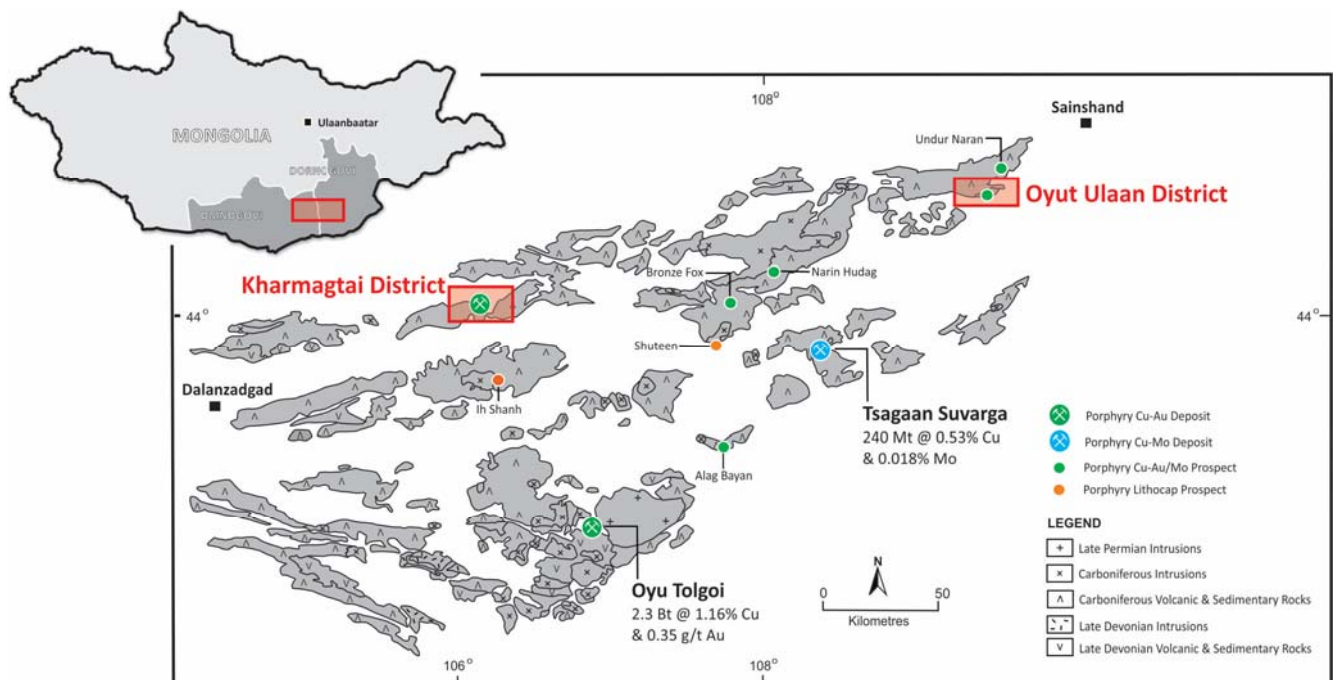 MONGOLIA
Ulaanbaatar
DORNOGOVI
OMNOGOVI
108°
Sainshand
Undur Naran
Oyut Ulaan District
Kharmagtai District
Bronze Fox
Narin Hudag
44°
44°
Shuteen
Dalanzadgad
Ih Shanh
Tsagaan Suvarga
240 Mt @ 0.53% Cu
& 0.018% Mo
Alag Bayan
Porphyry Cu-Au Deposit
Porphyry Cu-Mo Deposit
Porphyry Cu-Au/Mo Prospect
Porphyry Lithocap Prospect
LEGEND
Late Permian Intrusions
Carboniferous Intrusions
Carboniferous Volcanic & Sedimentary Rocks
Late Devonian Intrusions
Late Devonian Volcanic & Sedimentary Rocks
Oyu Tolgoi
2.3 Bt @ 1.16% Cu
& 0.35 g/t Au
N
0 50
Kilometres
106°
108°